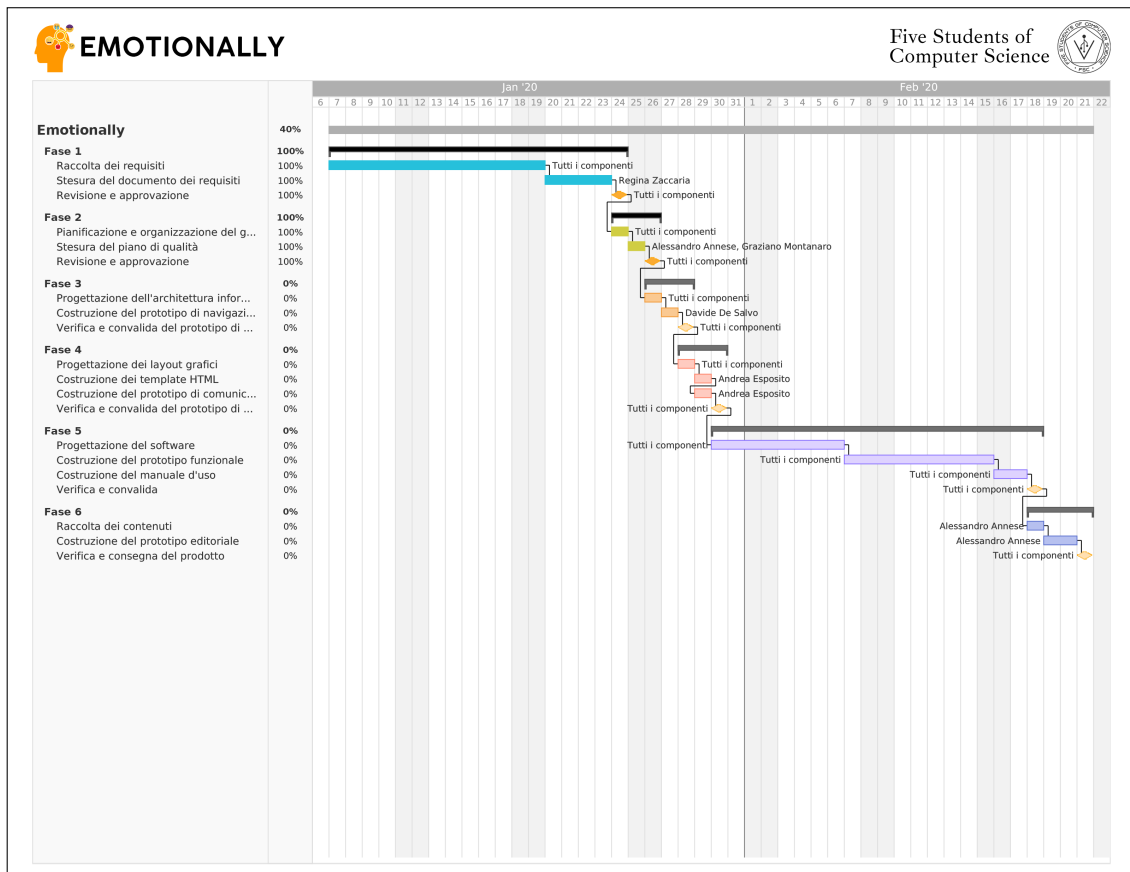 EMOTIONALLY
Five Students of
Computer Science
FIVE STUDENTS OF COMPUTER SCIENCE
• FSC •
Jan '20 Feb '20
6 7 8 9 10 11 12 13 14 15 16 17 18 19 20 21 22 23 24 25 26 27 28 29 30 31 1 2 3 4 5 6 7 8 9 10 11 12 13 14 15 16 17 18 19 20 21 22
Emotionally 40%
Fase 1 100%
Raccolta dei requisiti 100% Tutti i componenti
Stesura del documento dei requisiti 100% Regina Zaccaria
Revisione e approvazione 100% Tutti i componenti
Fase 2 100%
Pianificazione e organizzazione del g... 100% Tutti i componenti
Stesura del piano di qualità 100% Alessandro Annese, Graziano Montanaro
Revisione e approvazione 100% Tutti i componenti
Fase 3 0%
Progettazione dell'architettura infor... 0% Tutti i componenti
Costruzione del prototipo di navigazi... 0% Davide De Salvo
Verifica e convalida del prototipo di ... 0% Tutti i componenti
Fase 4 0%
Progettazione dei layout grafici 0% Tutti i componenti
Costruzione dei template HTML 0% Andrea Esposito
Costruzione del prototipo di comunic... 0% Andrea Esposito
Verifica e convalida del prototipo di ... 0% Tutti i componenti
Fase 5 0%
Progettazione del software 0% Tutti i componenti
Costruzione del prototipo funzionale 0% Tutti i componenti
Costruzione del manuale d'uso 0% Tutti i componenti
Verifica e convalida 0% Tutti i componenti
Fase 6 0%
Raccolta dei contenuti 0% Alessandro Annese
Costruzione del prototipo editoriale 0% Alessandro Annese
Verifica e consegna del prodotto 0% Tutti i componenti